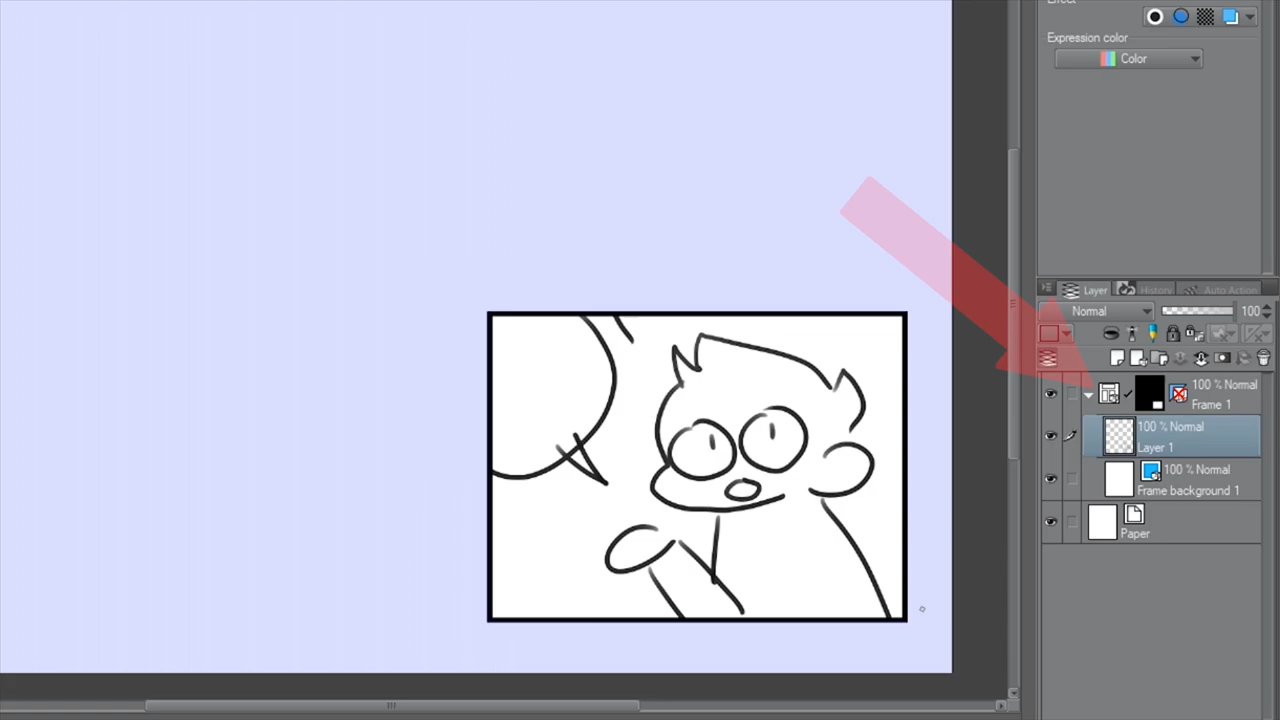 Effect
Expression color
Color
Layer
History
Auto Action
Normal
100
100 % Normal
Frame 1
100 % Normal
Layer 1
100 % Normal
Frame background 1
Paper